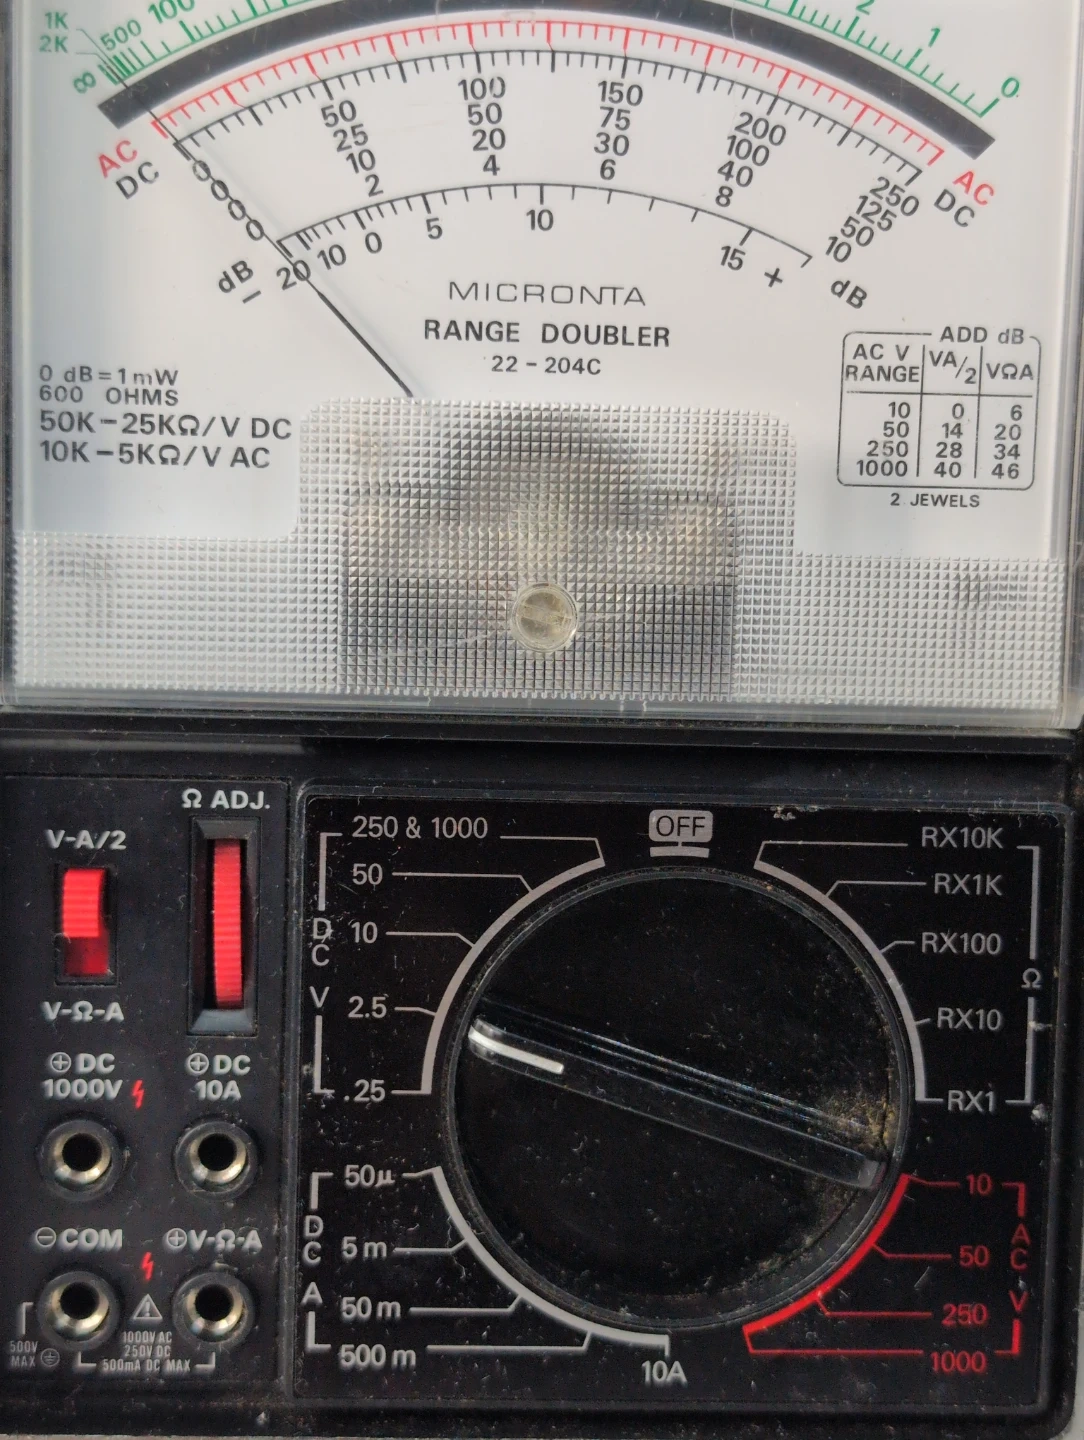 1K 500 100 2 1 0
2K
∞
AC AC
DC DC
0 50 100 150 200 250
0 25 50 75 100 125
0 10 20 30 40 50
0 2 4 6 8 10
dB − 20 10 0 5 10 15 + dB
MICRONTA
RANGE DOUBLER
22-204C
0 dB=1mW
600 OHMS
50K-25KΩ/V DC
10K-5KΩ/V AC
ADD dB
AC V RANGE VA/2 VΩA
10 0 6
50 14 20
250 28 34
1000 40 46
2 JEWELS
V-A/2
V-Ω-A
Ω ADJ.
⊕DC
1000V
⊕DC
10A
⊖COM
⊕V-Ω-A
500V
MAX
1000V AC
250V DC
500mA DC MAX
OFF
DC V
250 & 1000
50
10
2.5
.25
DC A
50µ
5m
50m
500m
10A
RX10K
RX1K
RX100
RX10
RX1
Ω
10
50
250
1000
AC V